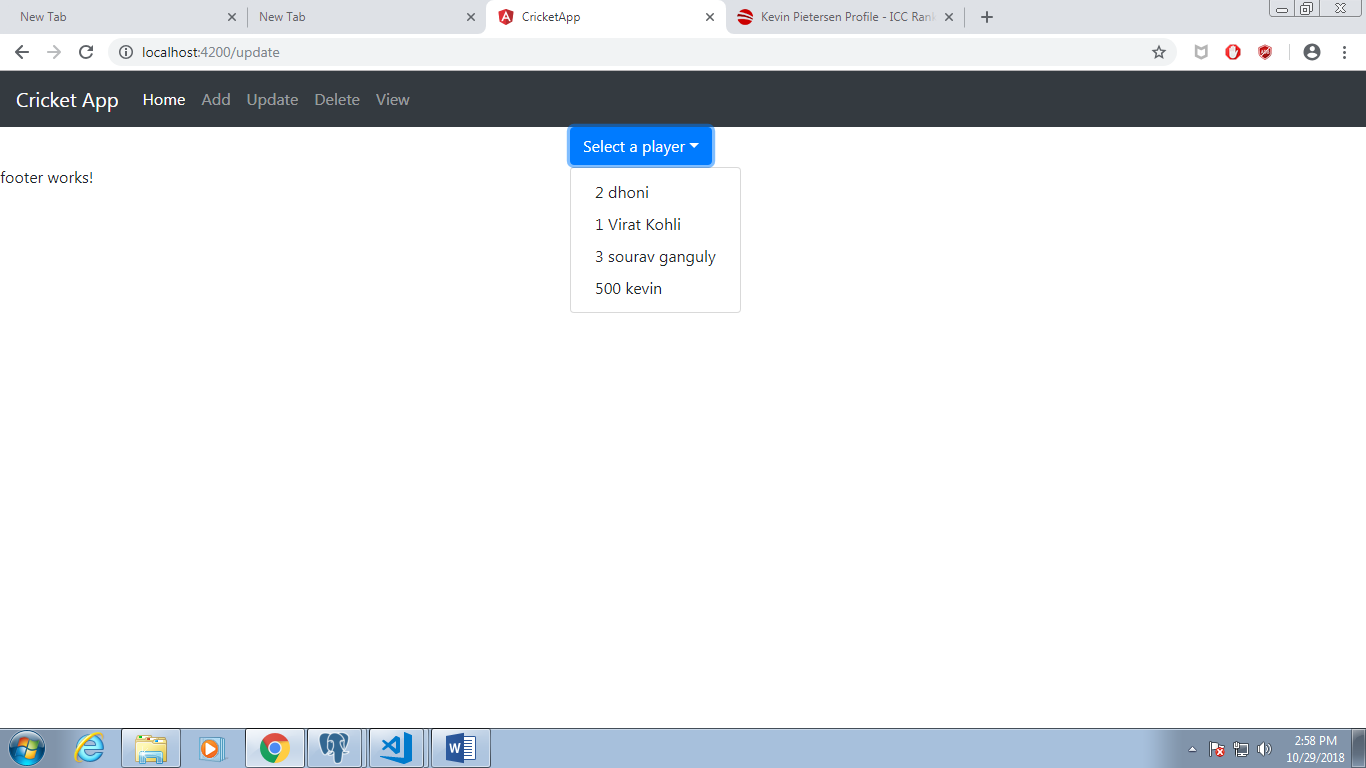 New Tab
New Tab
CricketApp
Kevin Pietersen Profile - ICC Rank
localhost:4200/update
Cricket App Home Add Update Delete View
Select a player
footer works!
2 dhoni
1 Virat Kohli
3 sourav ganguly
500 kevin
2:58 PM
10/29/2018